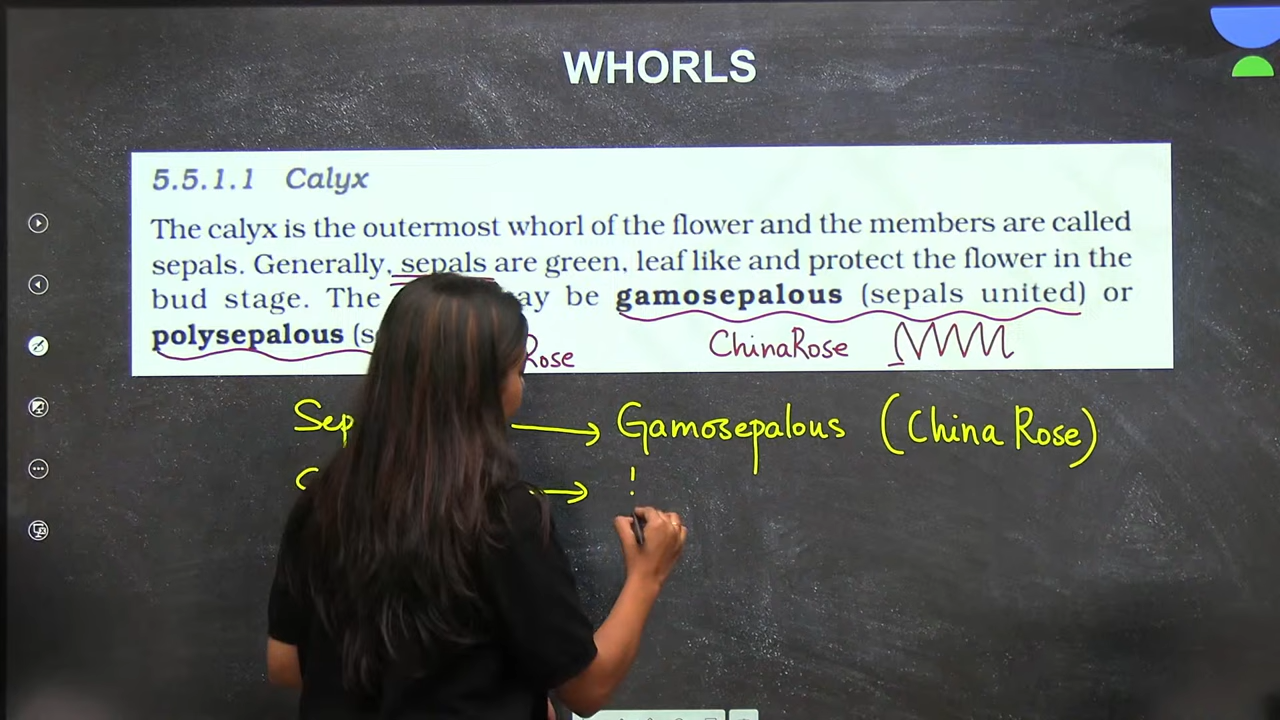 WHORLS
5.5.1.1 Calyx
The calyx is the outermost whorl of the flower and the members are called
sepals. Generally, sepals are green, leaf like and protect the flower in the
bud stage. The ay be gamosepalous (sepals united) or
polysepalous (s
Rose ChinaRose
Sep → Gamosepalous (China Rose)
→